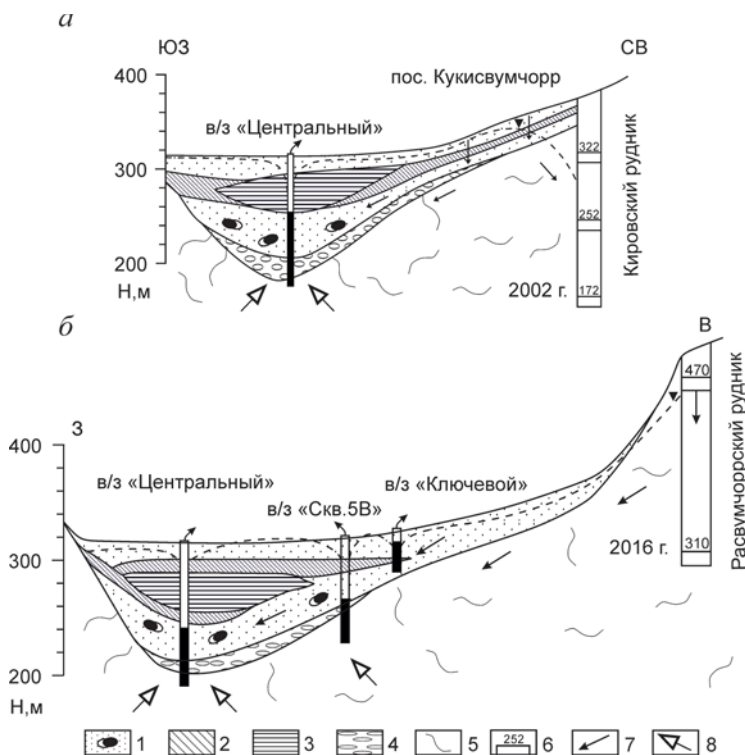 а
ЮЗ
СВ
400
пос. Кукисвумчорр
в/з «Центральный»
300
322
252
200
Н,м
2002 г.
172
Кировский рудник
б
В
470
З
400
в/з «Центральный»
в/з «Ключевой»
в/з «Скв.5В»
300
2016 г.
310
200
Н,м
Расвумчоррский рудник
1
2
3
4
5
252
6
7
8